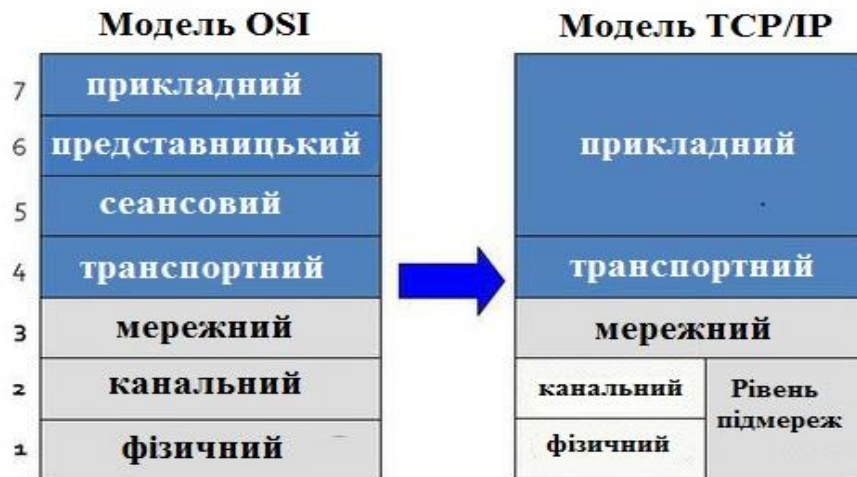 Модель OSI
7 прикладний
6 представницький
5 сеансовий
4 транспортний
3 мережний
2 канальний
1 фізичний
Модель TCP/IP
прикладний
транспортний
мережний
канальний
фізичний
Рівень
підмереж